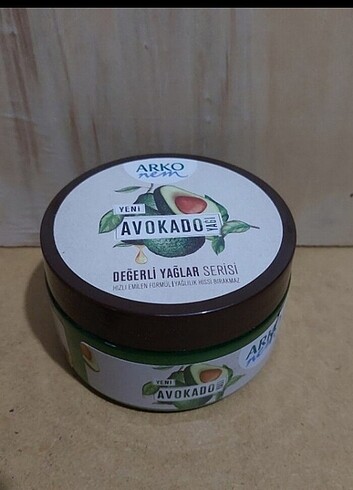 ARKO
nem
YENİ
AVOKADO
YAĞI
DEĞERLİ YAĞLAR SERİSİ
HIZLI EMİLEN FORMÜL | YAĞLILIK HİSSİ BIRAKMAZ
ARKO
nem
YENİ
AVOKADO